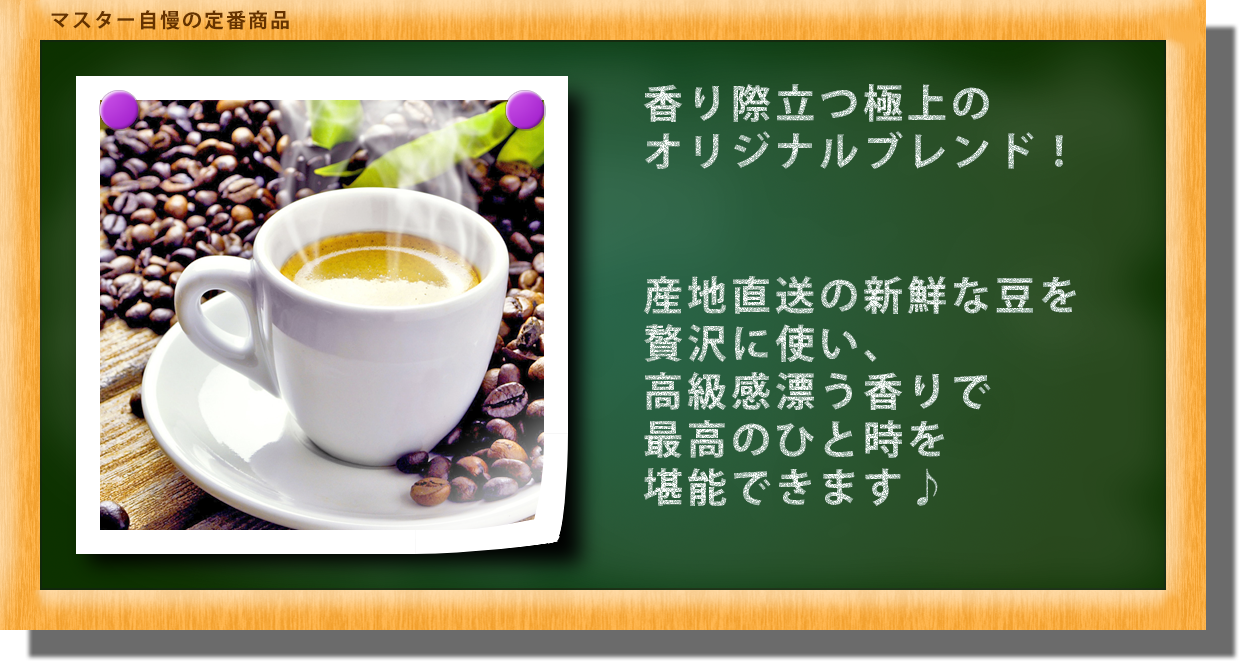 マスター自慢の定番商品
香り際立つ極上の
オリジナルブレンド！
産地直送の新鮮な豆を
贅沢に使い、
高級感漂う香りで
最高のひと時を
堪能できます♪